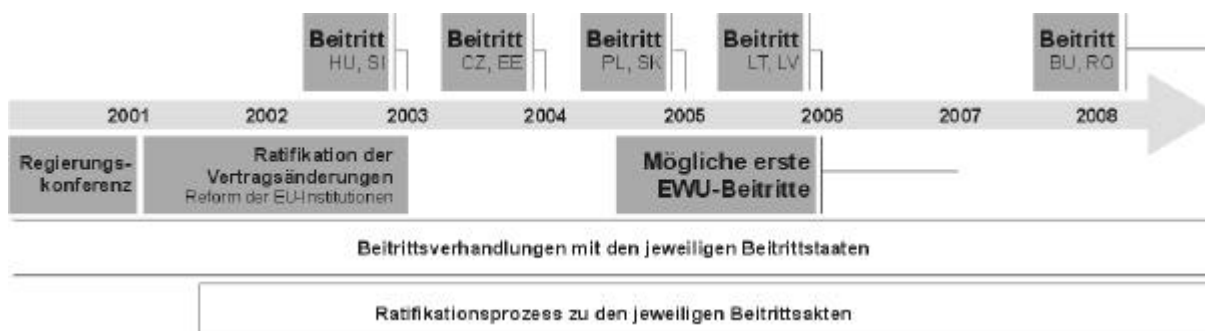 Beitritt
HU, SI
Beitritt
CZ, EE
Beitritt
PL, SK
Beitritt
LT, LV
Beitritt
BU, RO
2001 2002 2003 2004 2005 2006 2007 2008
Regierungs-
konferenz
Ratifikation der
Vertragsänderungen
Reform der EU-Institutionen
Mögliche erste
EWU-Beitritte
Beitrittsverhandlungen mit den jeweiligen Beitrittstaaten
Ratifikationsprozess zu den jeweiligen Beitrittsakten